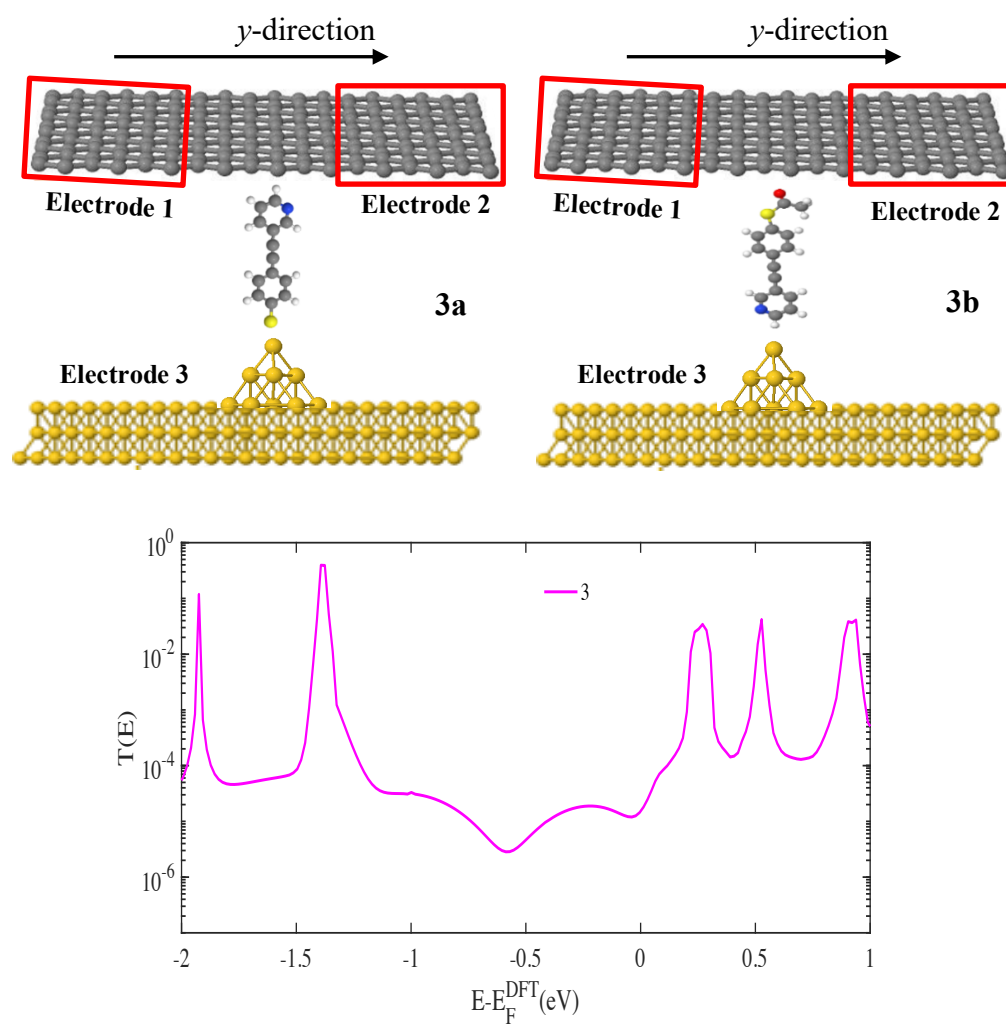 y-direction
y-direction
Electrode 1
Electrode 2
3a
Electrode 3
Electrode 1
Electrode 2
3b
Electrode 3
10^0
10^-2
10^-4
10^-6
T(E)
3
-2 -1.5 -1 -0.5 0 0.5 1
E-E_F^DFT(eV)